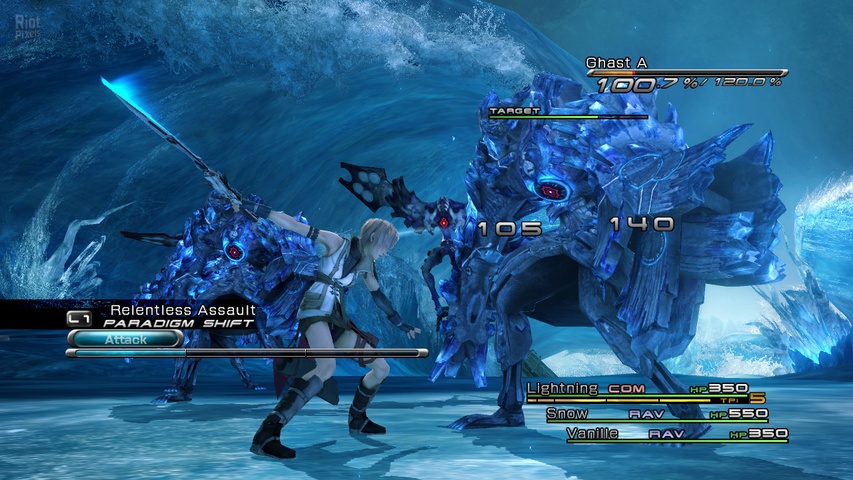 Riot
Pixels
Ghast A
100.7 % / 120.0 %
TARGET
105
140
L1
Relentless Assault
PARADIGM SHIFT
Attack
Lightning COM HP 350
TP: 5
Snow RAV HP 550
Vanille RAV HP 350